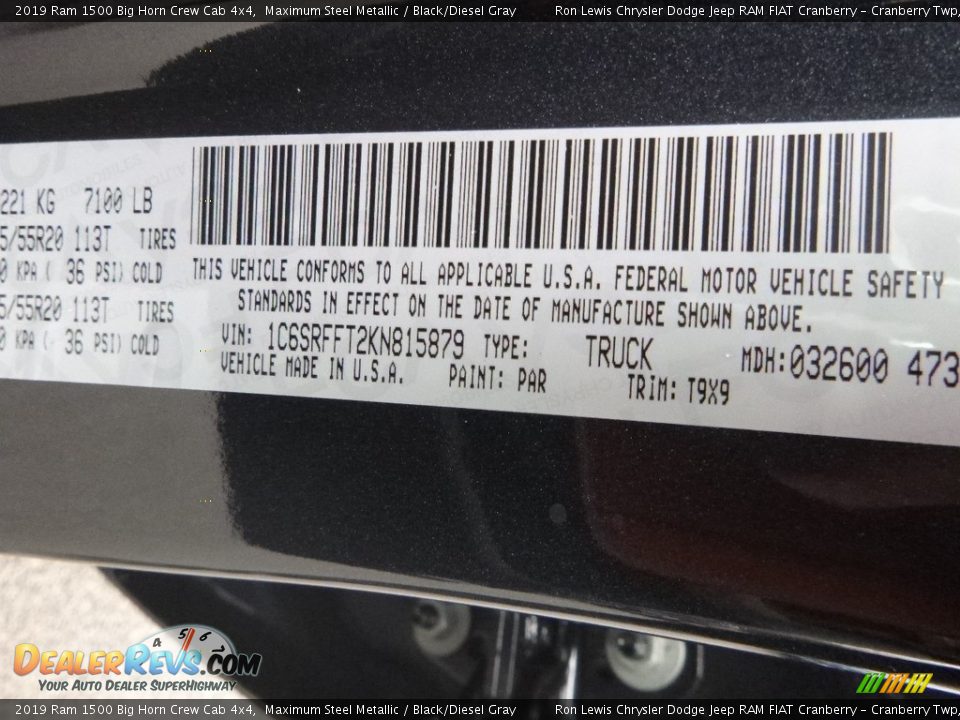 2019 Ram 1500 Big Horn Crew Cab 4x4, Maximum Steel Metallic / Black/Diesel Gray Ron Lewis Chrysler Dodge Jeep RAM FIAT Cranberry - Cranberry Twp,
221 KG 7100 LB
5/55R20 113T TIRES
0 KPA ( 36 PSI) COLD
5/55R20 113T TIRES
0 KPA ( 36 PSI) COLD
THIS VEHICLE CONFORMS TO ALL APPLICABLE U.S.A. FEDERAL MOTOR VEHICLE SAFETY
STANDARDS IN EFFECT ON THE DATE OF MANUFACTURE SHOWN ABOVE.
VIN: 1C6SRFFT2KN815879 TYPE: TRUCK MDH:032600 473
VEHICLE MADE IN U.S.A. PAINT: PAR TRIM: T9X9
4 5 6
DEALERREVS.COM
YOUR AUTO DEALER SUPERHIGHWAY
2019 Ram 1500 Big Horn Crew Cab 4x4, Maximum Steel Metallic / Black/Diesel Gray Ron Lewis Chrysler Dodge Jeep RAM FIAT Cranberry - Cranberry Twp,